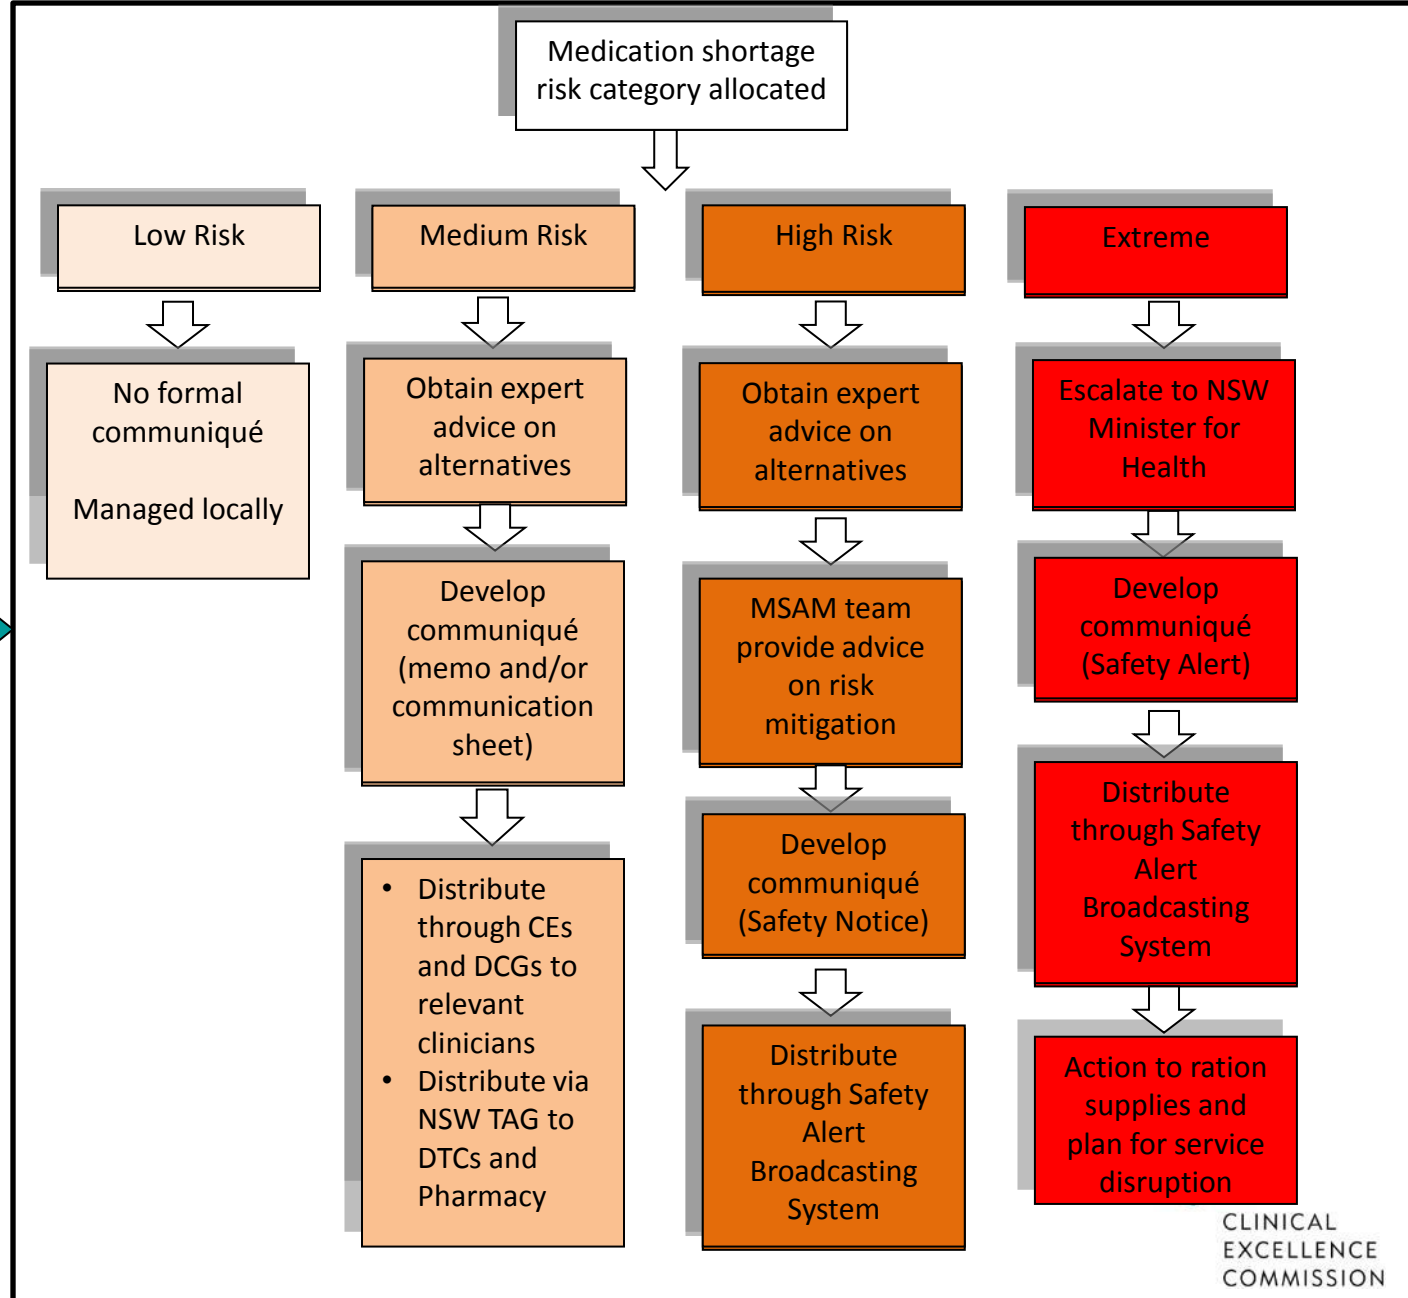 Medication shortage
risk category allocated
Low Risk
No formal
communiqué
Managed locally
Medium Risk
Obtain expert
advice on
alternatives
Develop
communiqué
(memo and/or
communication
sheet)
• Distribute
through CEs
and DCGs to
relevant
clinicians
• Distribute via
NSW TAG to
DTCs and
Pharmacy
High Risk
Obtain expert
advice on
alternatives
MSAM team
provide advice
on risk
mitigation
Develop
communiqué
(Safety Notice)
Distribute
through Safety
Alert
Broadcasting
System
Extreme
Escalate to NSW
Minister for
Health
Develop
communiqué
(Safety Alert)
Distribute
through Safety
Alert
Broadcasting
System
Action to ration
supplies and
plan for service
disruption
CLINICAL
EXCELLENCE
COMMISSION